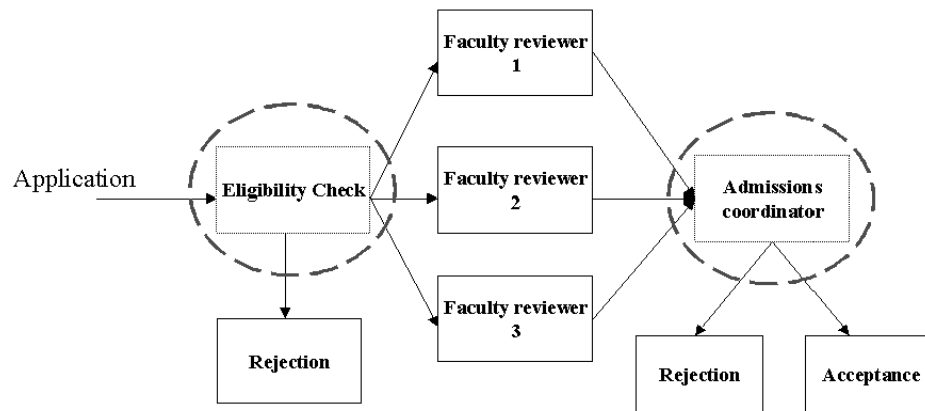 Application
Eligibility Check
Rejection
Faculty reviewer
1
Faculty reviewer
2
Faculty reviewer
3
Admissions
coordinator
Rejection
Acceptance